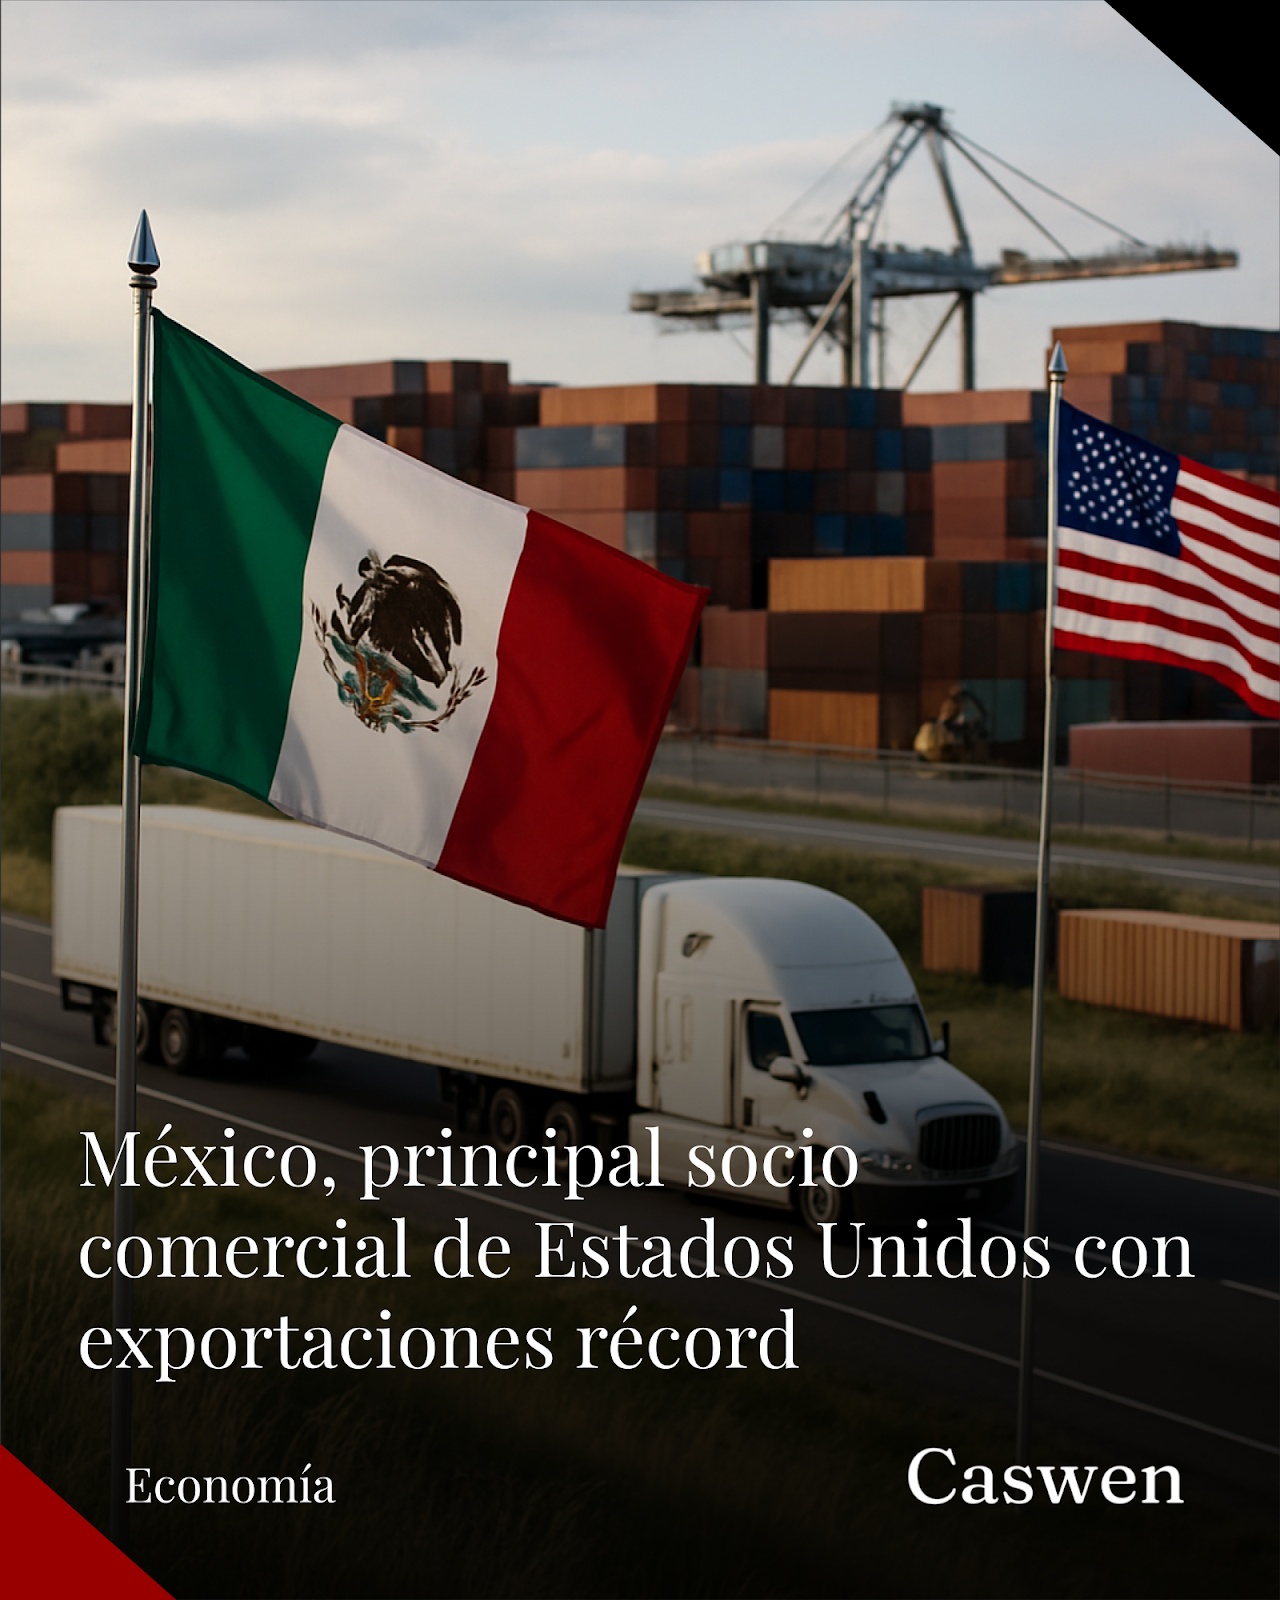 México, principal socio
comercial de Estados Unidos con
exportaciones récord
Economía
Caswen